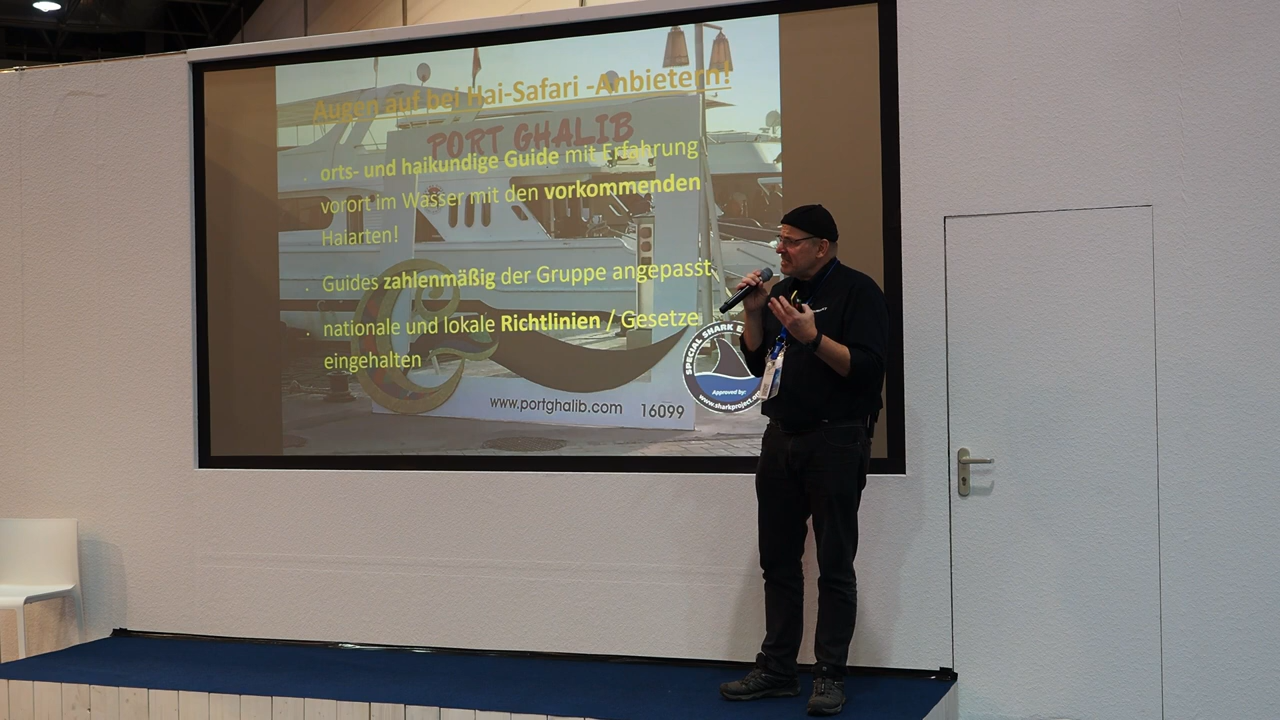 Augen auf bei Hai-Safari -Anbietern!
PORT GHALIB
orts- und haikundige Guide mit Erfahrung
vorort im Wasser mit den vorkommenden
Haiarten!
Guides zahlenmäßig der Gruppe angepasst
nationale und lokale Richtlinien / Gesetze
eingehalten
SPECIAL SHARK
Approved by:
www.sharkproject.
www.portghalib.com 16099